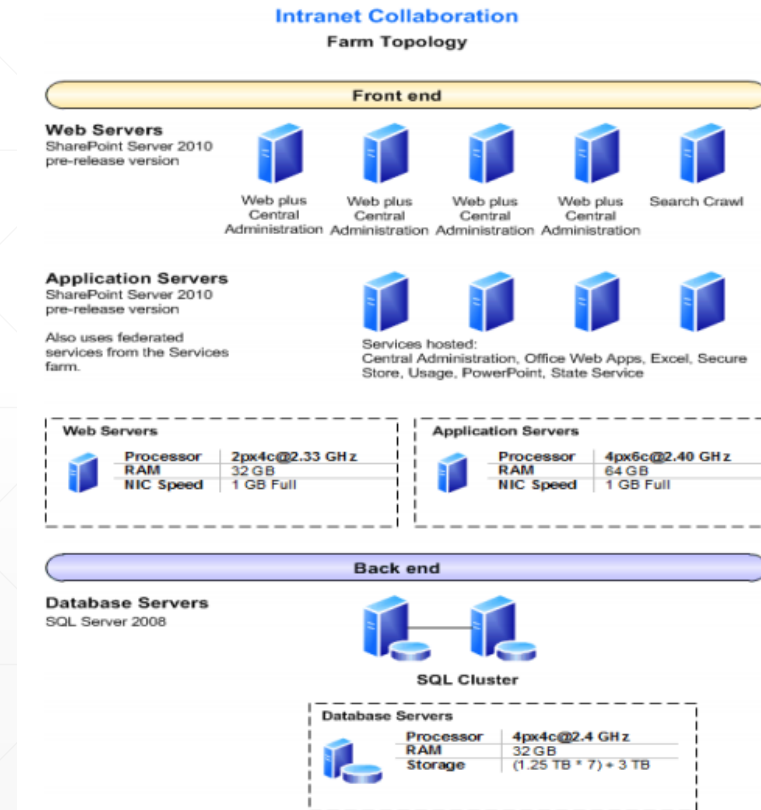 Intranet Collaboration
Farm Topology
Front end
Web Servers
SharePoint Server 2010
pre-release version
Web plus
Central
Administration
Web plus
Central
Administration
Web plus
Central
Administration
Web plus
Central
Administration
Search Crawl
Application Servers
SharePoint Server 2010
pre-release version
Also uses federated
services from the Services
farm.
Services hosted:
Central Administration, Office Web Apps, Excel, Secure
Store, Usage, PowerPoint, State Service
Web Servers
Processor 2px4c@2.33 GHz
RAM 32 GB
NIC Speed 1 GB Full
Application Servers
Processor 4px6c@2.40 GHz
RAM 64 GB
NIC Speed 1 GB Full
Back end
Database Servers
SQL Server 2008
SQL Cluster
Database Servers
Processor 4px4c@2.4 GHz
RAM 32 GB
Storage (1.25 TB * 7) + 3 TB